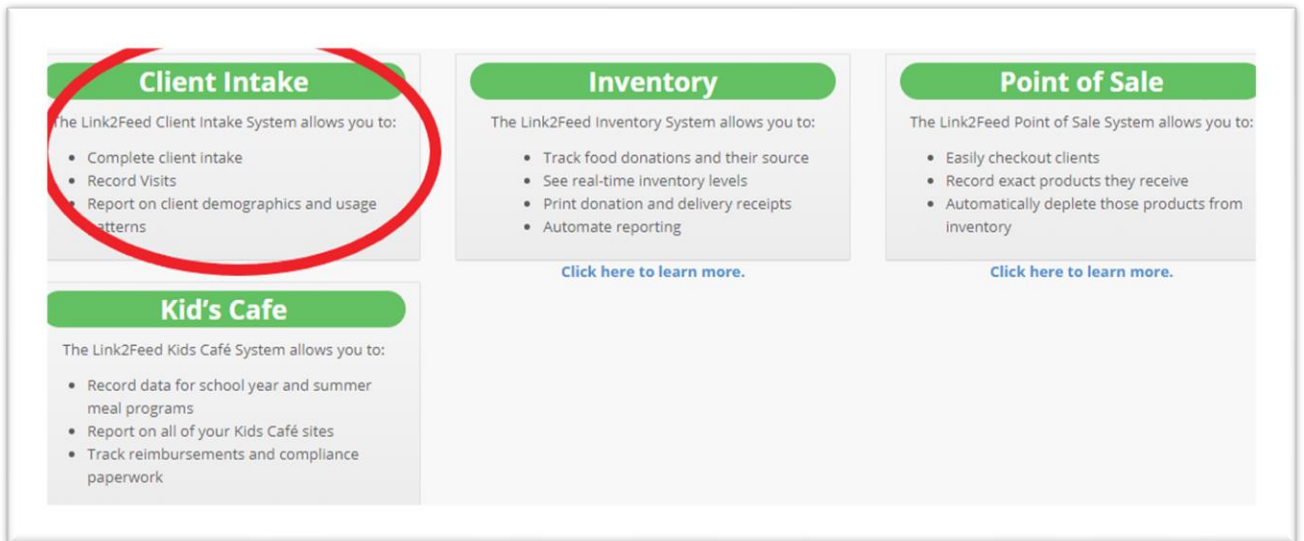 Client Intake
The Link2Feed Client Intake System allows you to:
• Complete client intake
• Record Visits
• Report on client demographics and usage
patterns
Inventory
The Link2Feed Inventory System allows you to:
• Track food donations and their source
• See real-time inventory levels
• Print donation and delivery receipts
• Automate reporting
Click here to learn more.
Point of Sale
The Link2Feed Point of Sale System allows you to:
• Easily checkout clients
• Record exact products they receive
• Automatically deplete those products from
inventory
Click here to learn more.
Kid's Cafe
The Link2Feed Kids Café System allows you to:
• Record data for school year and summer
meal programs
• Report on all of your Kids Café sites
• Track reimbursements and compliance
paperwork